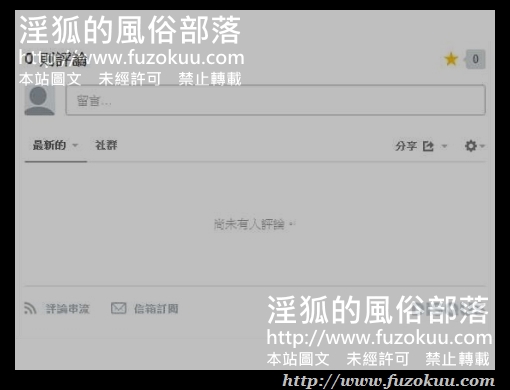 淫狐的風俗部落
http://www.fuzokuu.com
0 則評論
0
本站圖文 未經許可 禁止轉載
留言...
最新的 社群 分享
尚未有人評論。
評論串流 信箱訂閱
淫狐的風俗部落
http://www.fuzokuu.com
本站圖文 未經許可 禁止轉載
http://www.fuzokuu.com